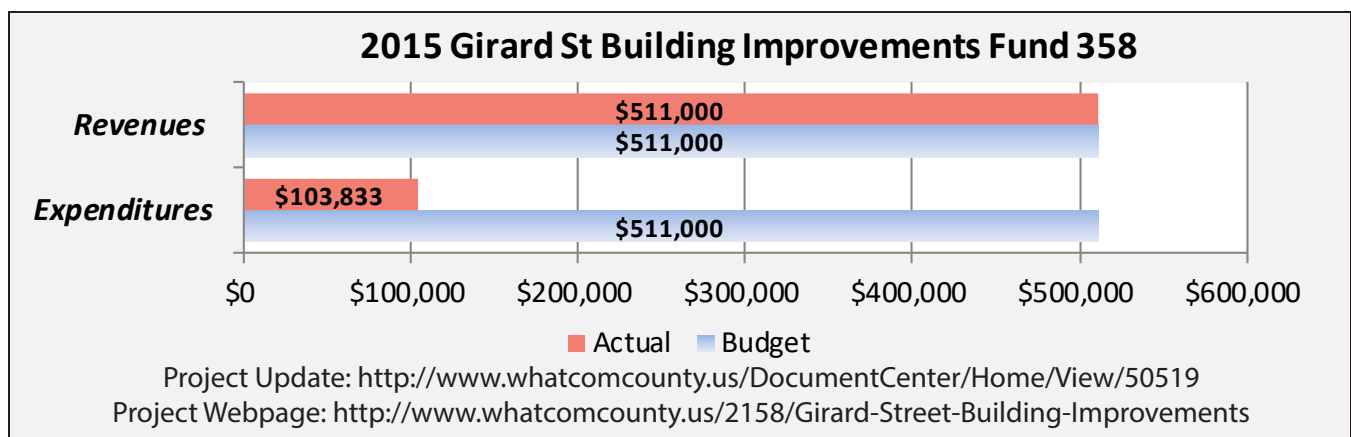 2015 Girard St Building Improvements Fund 358
Revenues
$511,000
$511,000
Expenditures
$103,833
$511,000
$0 $100,000 $200,000 $300,000 $400,000 $500,000 $600,000
Actual Budget
Project Update: http://www.whatcomcounty.us/DocumentCenter/Home/View/50519
Project Webpage: http://www.whatcomcounty.us/2158/Girard-Street-Building-Improvements